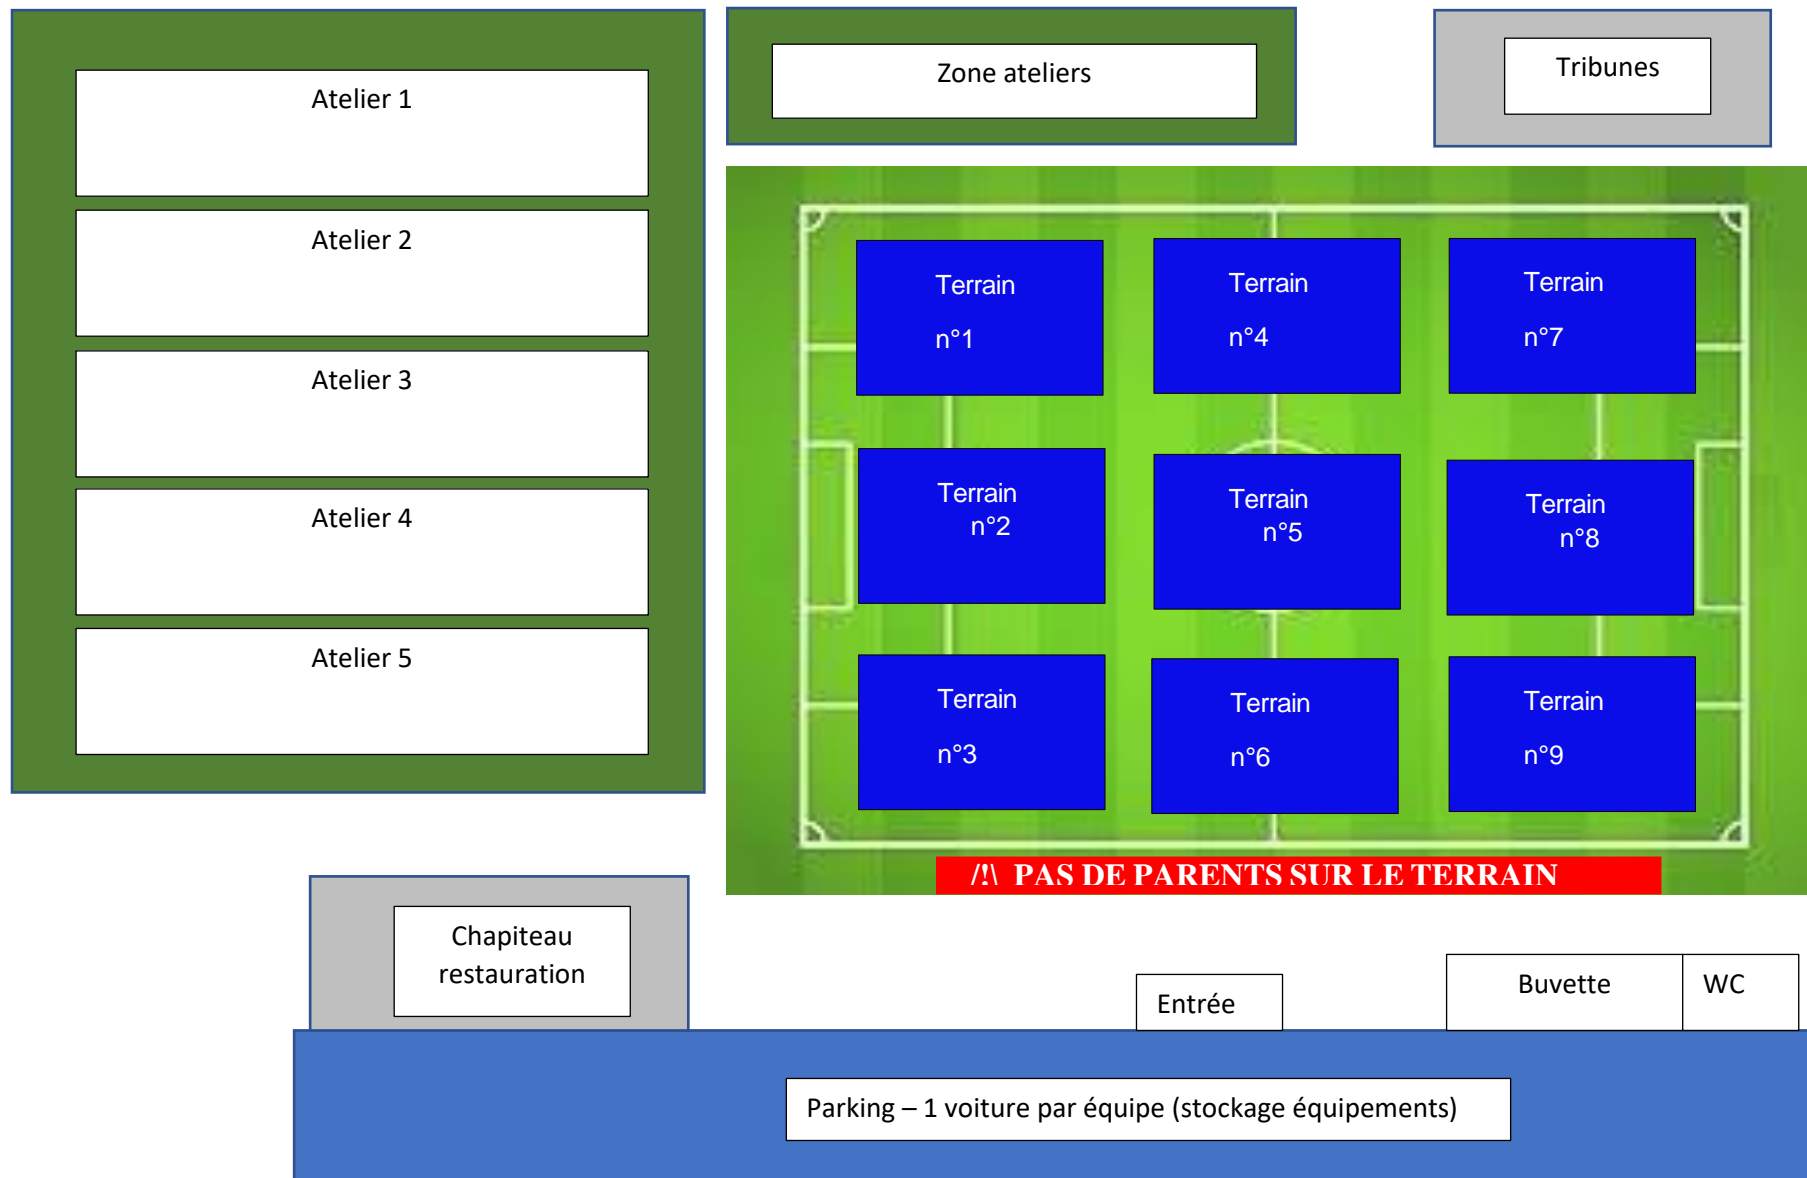 Atelier 1
Atelier 2
Atelier 3
Atelier 4
Atelier 5
Zone ateliers
Tribunes
Terrain
n°1
Terrain
n°4
Terrain
n°7
Terrain
n°2
Terrain
n°5
Terrain
n°8
Terrain
n°3
Terrain
n°6
Terrain
n°9
/!\ PAS DE PARENTS SUR LE TERRAIN
Chapiteau
restauration
Entrée
Buvette
WC
Parking – 1 voiture par équipe (stockage équipements)